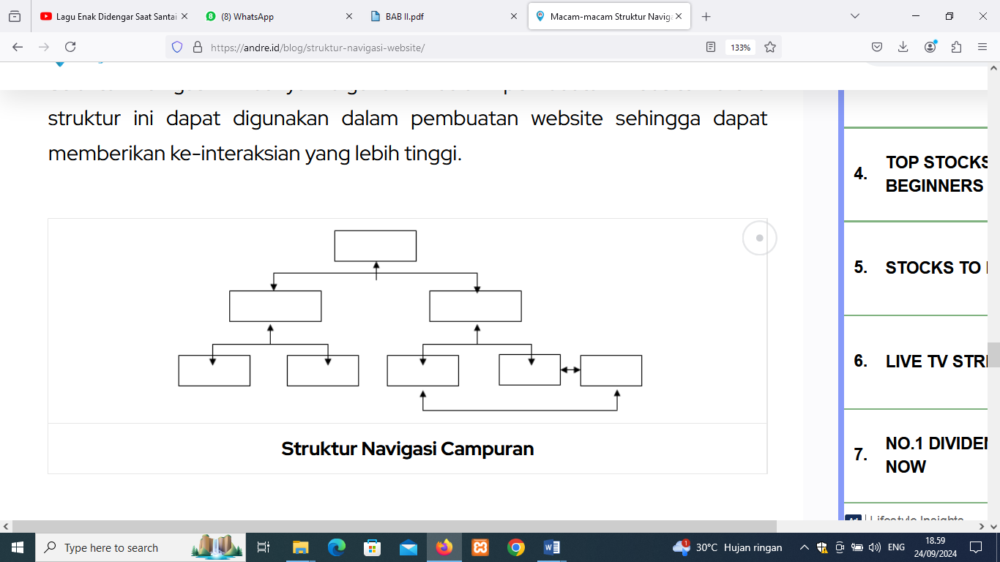 Lagu Enak Didengar Saat Santai
(8) WhatsApp
BAB II.pdf
Macam-macam Struktur Naviga
https://andre.id/blog/struktur-navigasi-website/
133%
struktur ini dapat digunakan dalam pembuatan website sehingga dapat
memberikan ke-interaksian yang lebih tinggi.
Struktur Navigasi Campuran
4. TOP STOCKS
BEGINNERS
5. STOCKS TO
6. LIVE TV STR
7. NO.1 DIVIDE
NOW
Ad Lifestyle Insights
Type here to search
30°C Hujan ringan
ENG
18.59
24/09/2024